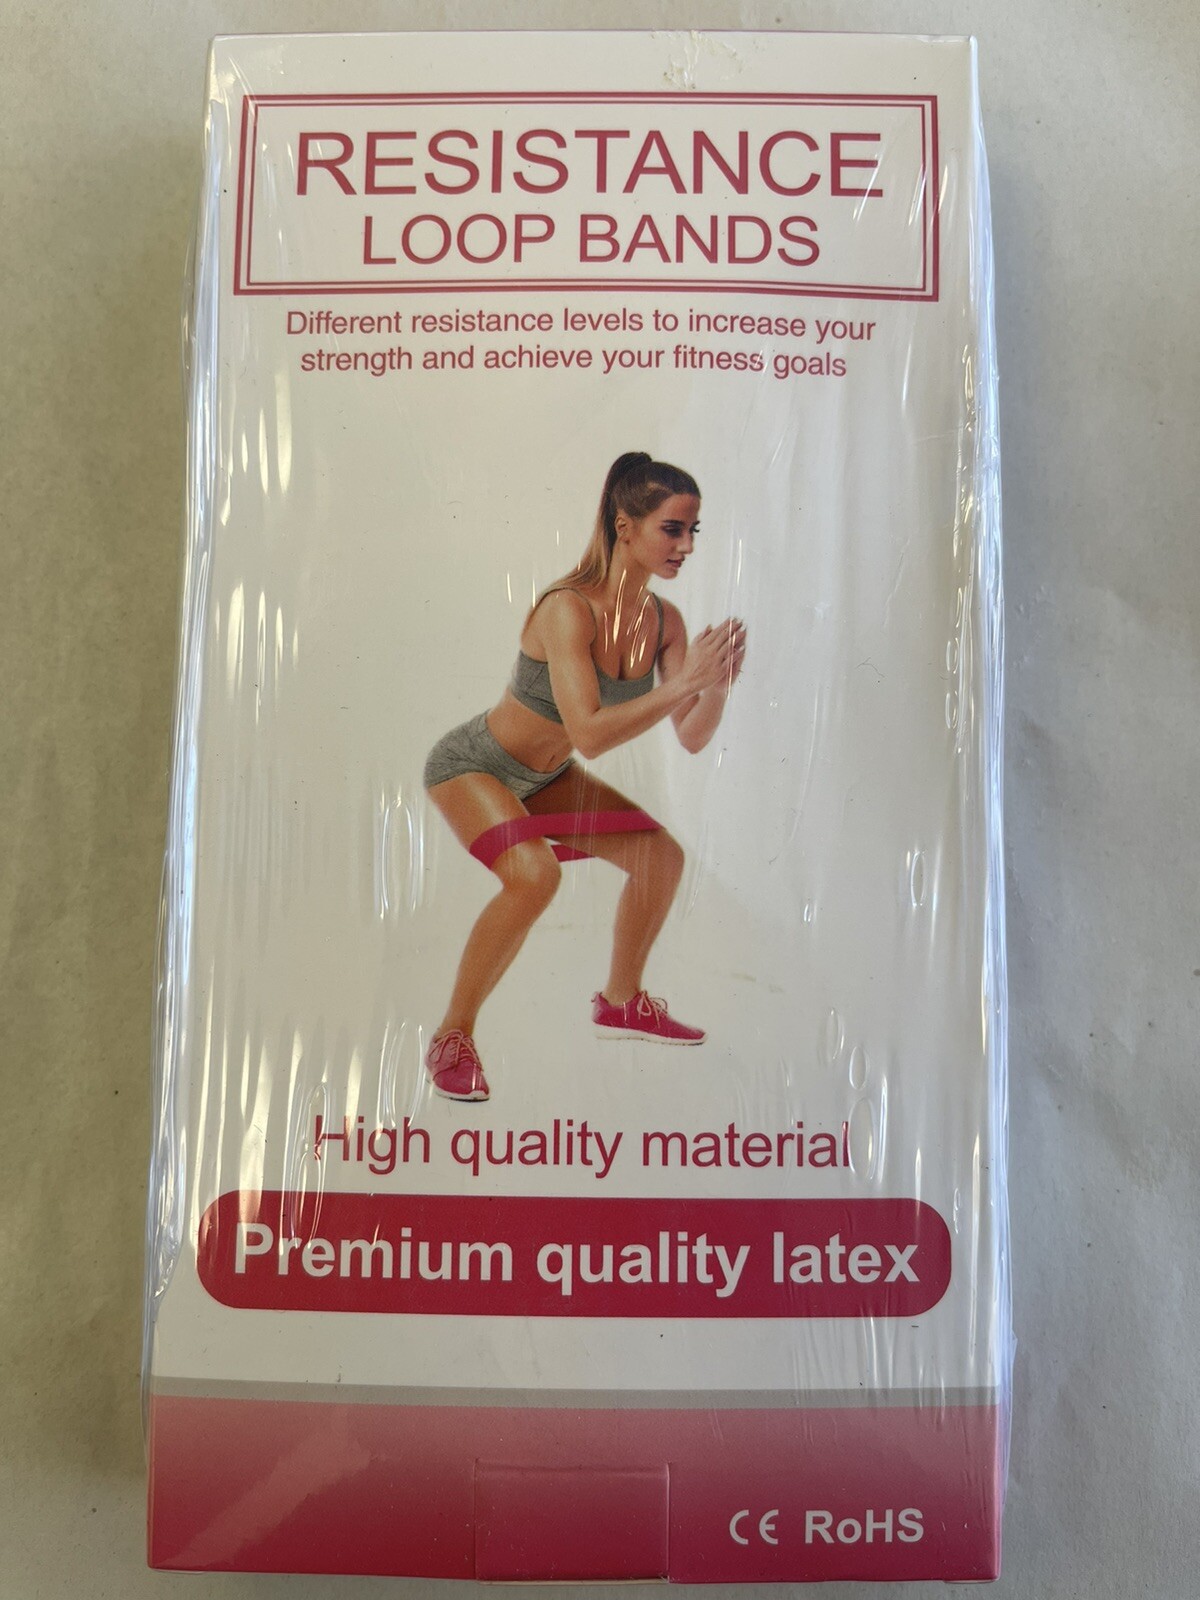 RESISTANCE
LOOP BANDS
Different resistance levels to increase your
strength and achieve your fitness goals
High quality material
Premium quality latex
CE RoHS